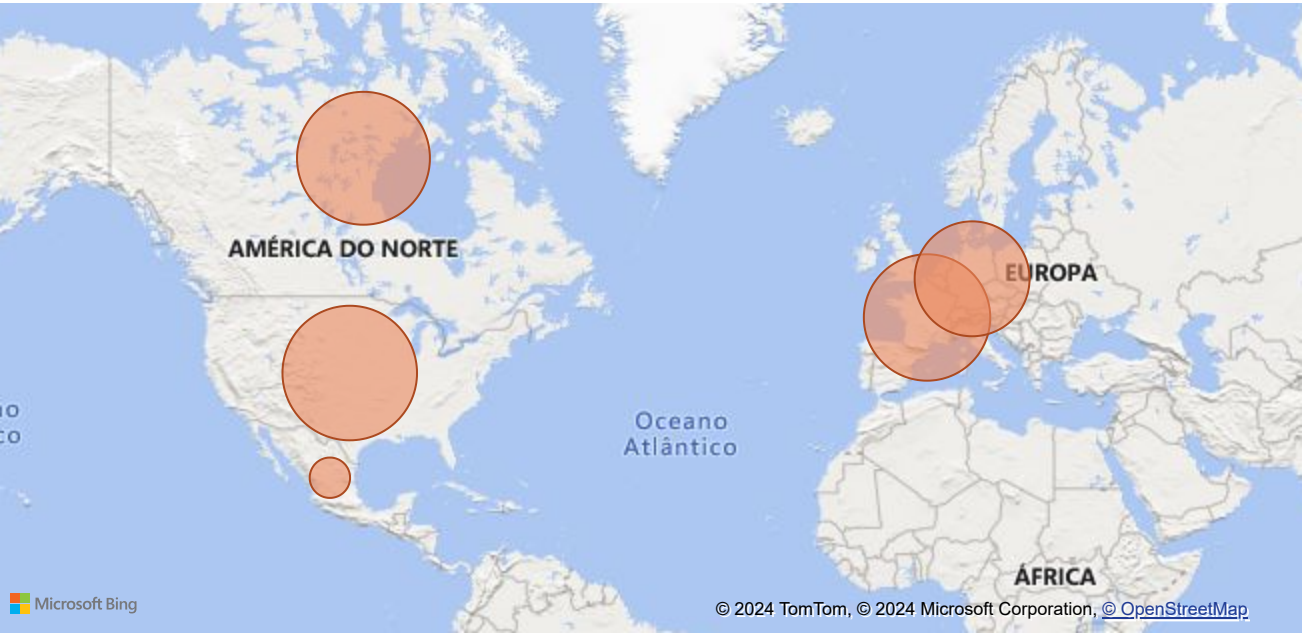 AMÉRICA DO NORTE
EUROPA
Oceano
Atlântico
ÁFRICA
Microsoft Bing
© 2024 TomTom, © 2024 Microsoft Corporation, © OpenStreetMap